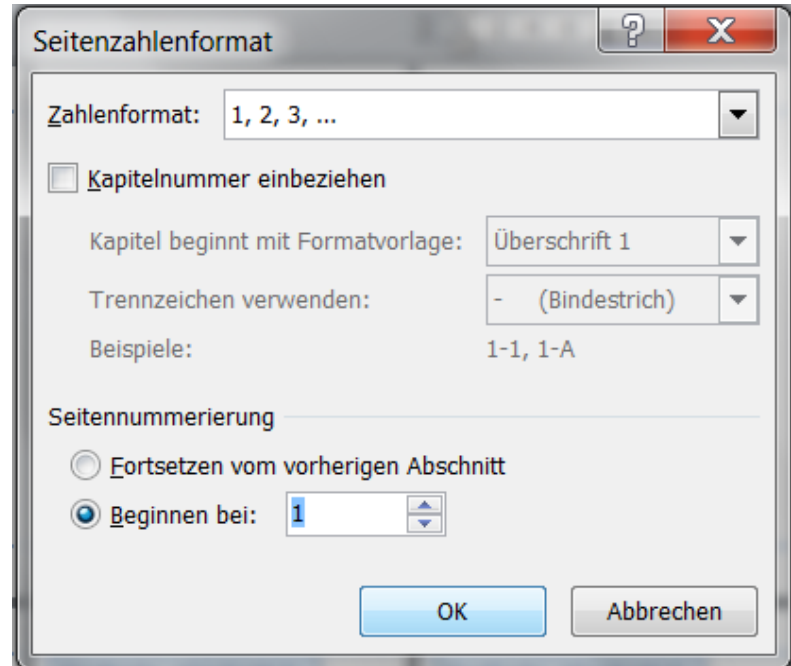 Seitenzahlenformat
Zahlenformat: 1, 2, 3, ...
Kapitelnummer einbeziehen
Kapitel beginnt mit Formatvorlage: Überschrift 1
Trennzeichen verwenden: - (Bindestrich)
Beispiele: 1-1, 1-A
Seitennummerierung
Fortsetzen vom vorherigen Abschnitt
Beginnen bei: 1
OK Abbrechen